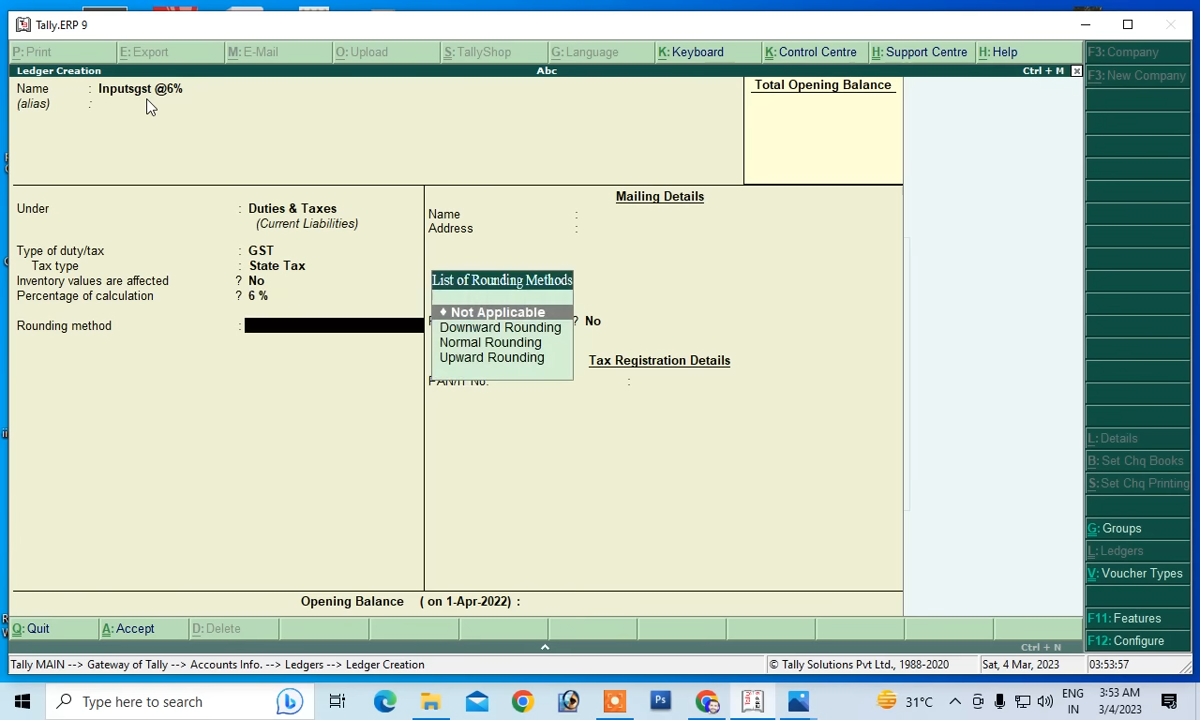 Tally.ERP 9
P: Print
E: Export
M: E-Mail
O: Upload
S: TallyShop
G: Language
K: Keyboard
K: Control Centre
H: Support Centre
H: Help
F3: Company
F3: New Company
Ledger Creation
Abc
Ctrl + M
Name : Inputsgst @6%
(alias) :
Total Opening Balance
Under : Duties & Taxes
(Current Liabilities)
Type of duty/tax : GST
Tax type : State Tax
Inventory values are affected ? No
Percentage of calculation ? 6 %
Rounding method :
Mailing Details
Name :
Address :
List of Rounding Methods
♦ Not Applicable
Downward Rounding
Normal Rounding
Upward Rounding
? No
Tax Registration Details
PAN/IT No. :
L: Details
B: Set Chq Books
S: Set Chq Printing
G: Groups
L: Ledgers
V: Voucher Types
F11: Features
F12: Configure
Opening Balance ( on 1-Apr-2022) :
Q: Quit
A: Accept
D: Delete
Ctrl + N
Tally MAIN --> Gateway of Tally --> Accounts Info. --> Ledgers --> Ledger Creation
© Tally Solutions Pvt Ltd., 1988-2020
Sat, 4 Mar, 2023
03:53:57
Type here to search
31°C
ENG
IN
3:53 AM
3/4/2023